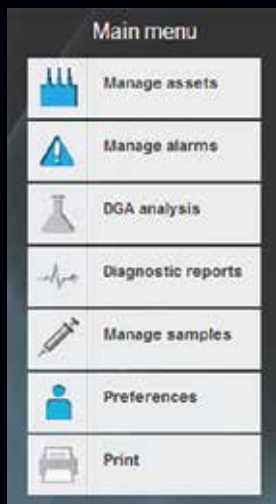 Main menu
Manage assets
Manage alarms
DGA analysis
Diagnostic reports
Manage samples
Preferences
Print